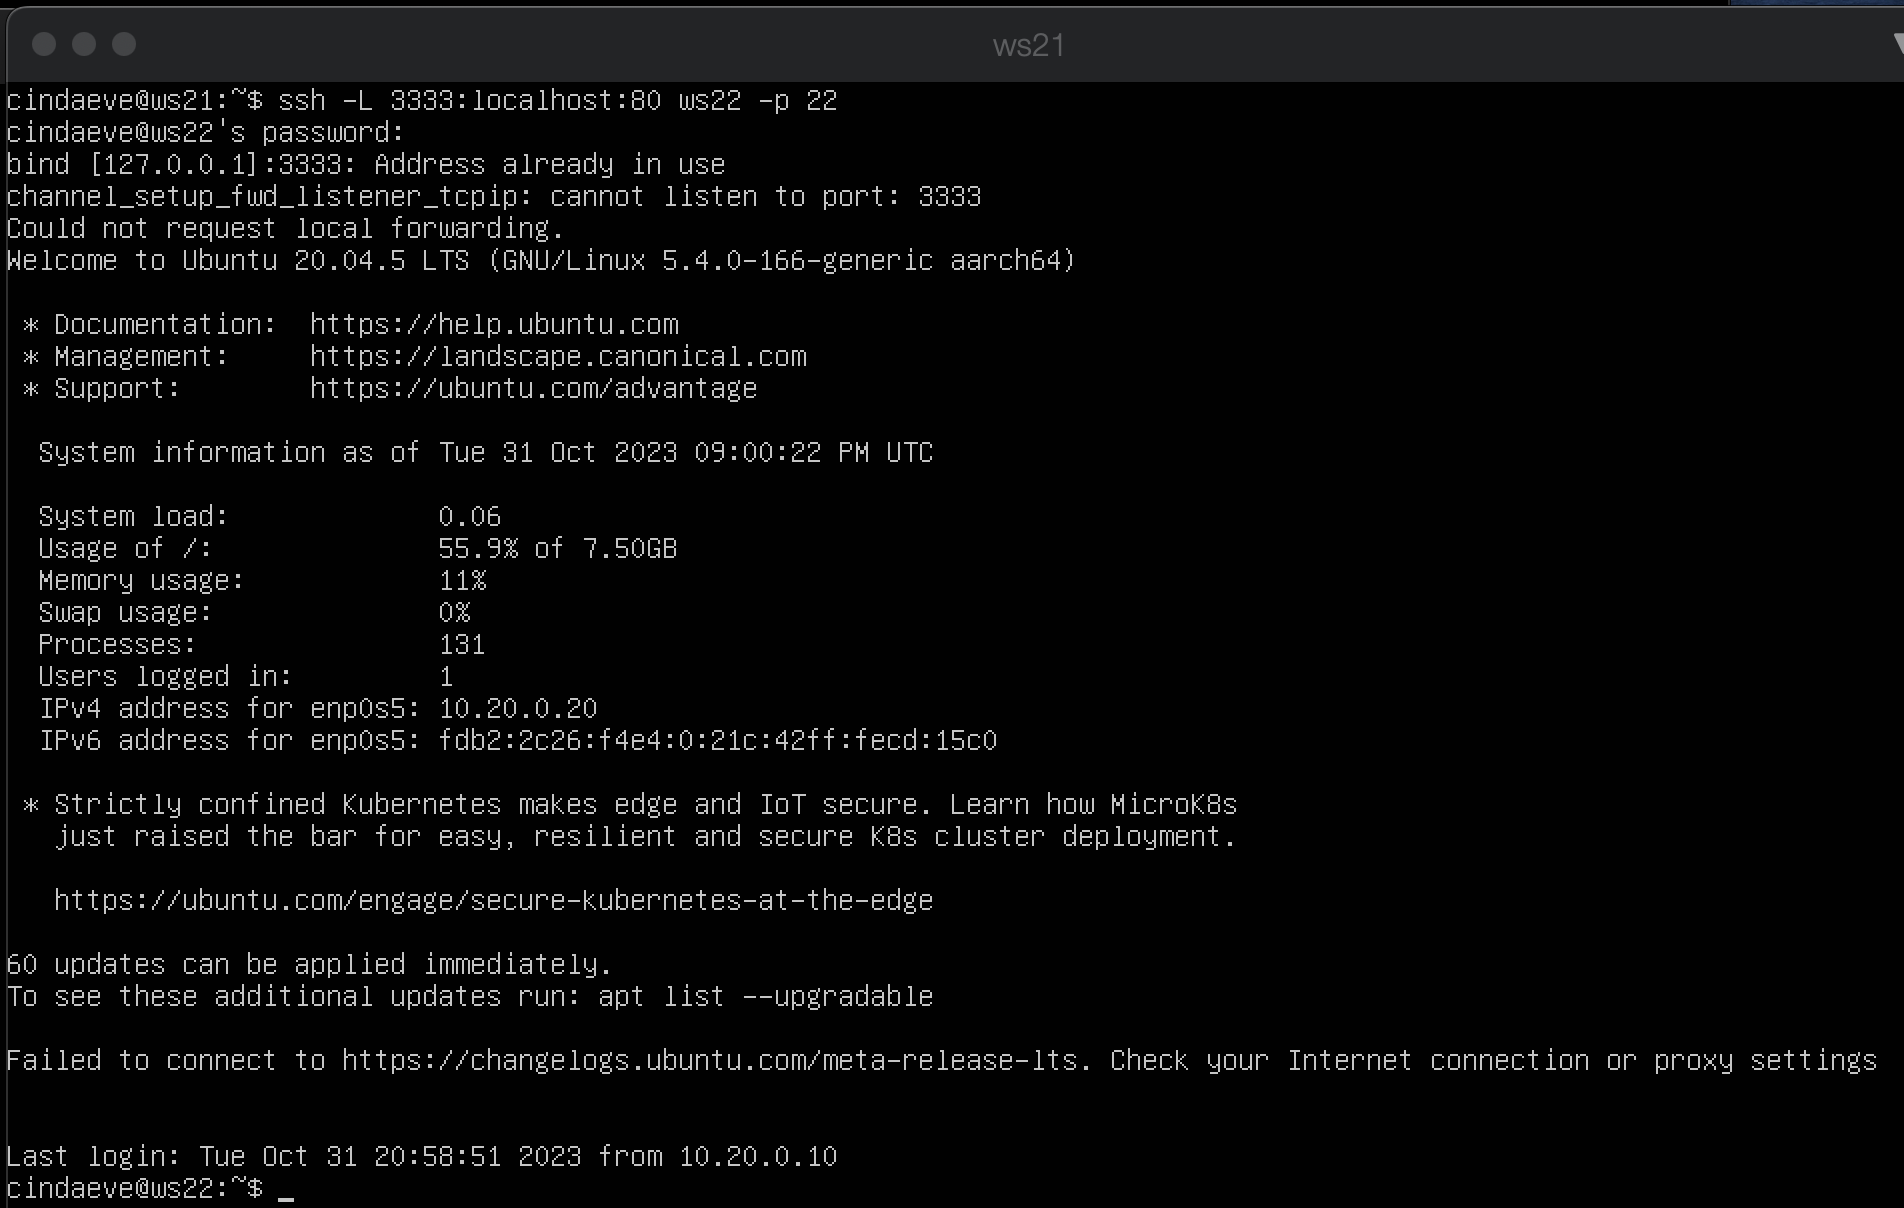 ws21
cindaeve@ws21:~$ ssh -L 3333:localhost:80 ws22 -p 22
cindaeve@ws22's password:
bind [127.0.0.1]:3333: Address already in use
channel_setup_fwd_listener_tcpip: cannot listen to port: 3333
Could not request local forwarding.
Welcome to Ubuntu 20.04.5 LTS (GNU/Linux 5.4.0-166-generic aarch64)

 * Documentation:  https://help.ubuntu.com
 * Management:     https://landscape.canonical.com
 * Support:        https://ubuntu.com/advantage

  System information as of Tue 31 Oct 2023 09:00:22 PM UTC

  System load:             0.06
  Usage of /:              55.9% of 7.50GB
  Memory usage:            11%
  Swap usage:              0%
  Processes:               131
  Users logged in:         1
  IPv4 address for enp0s5: 10.20.0.20
  IPv6 address for enp0s5: fdb2:2c26:f4e4:0:21c:42ff:fecd:15c0

 * Strictly confined Kubernetes makes edge and IoT secure. Learn how MicroK8s
   just raised the bar for easy, resilient and secure K8s cluster deployment.

   https://ubuntu.com/engage/secure-kubernetes-at-the-edge

60 updates can be applied immediately.
To see these additional updates run: apt list --upgradable

Failed to connect to https://changelogs.ubuntu.com/meta-release-lts. Check your Internet connection or proxy settings

Last login: Tue Oct 31 20:58:51 2023 from 10.20.0.10
cindaeve@ws22:~$ _